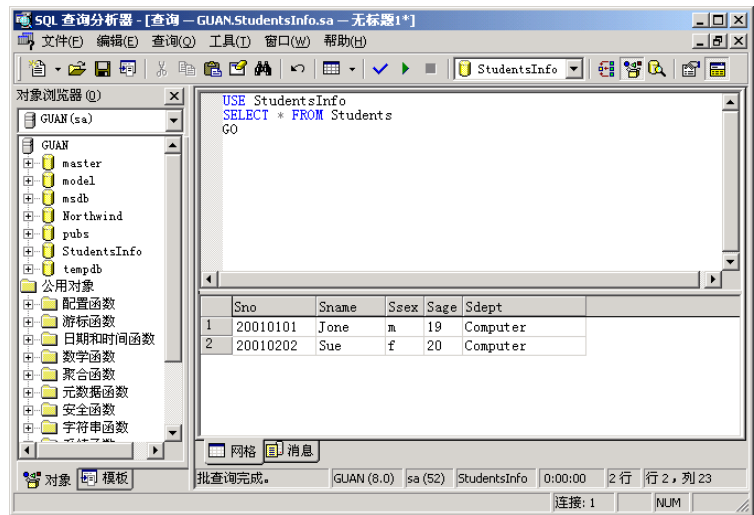 SQL 查询分析器 - [查询 — GUAN.StudentsInfo.sa — 无标题1*]
文件(F) 编辑(E) 查询(Q) 工具(T) 窗口(W) 帮助(H)
StudentsInfo
对象浏览器
GUAN(sa)
GUAN
master
model
msdb
Northwind
pubs
StudentsInfo
tempdb
公用对象
配置函数
游标函数
日期和时间函数
数学函数
聚合函数
元数据函数
安全函数
字符串函数
对象 模板
USE StudentsInfo
SELECT * FROM Students
GO
Sno Sname Ssex Sage Sdept
1 20010101 Jone m 19 Computer
2 20010202 Sue f 20 Computer
网格 消息
批查询完成。 GUAN (8.0) sa (52) StudentsInfo 0:00:00 2 行 行 2，列 23
连接: 1 NUM